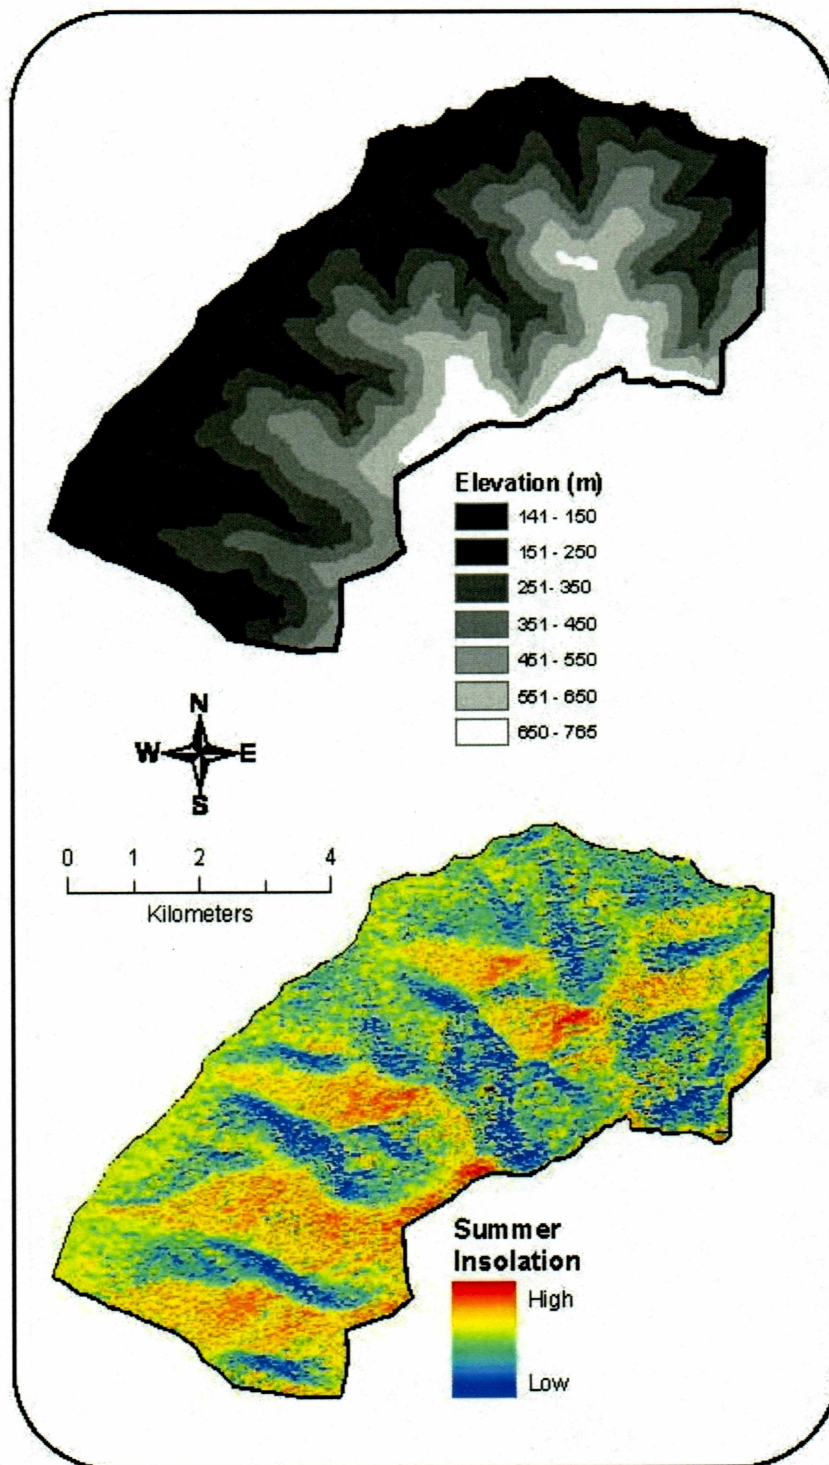 Elevation (m)
141 - 150
151 - 250
251 - 350
351 - 450
451 - 550
551 - 650
650 - 765
N
W E
S
0 1 2 4
Kilometers
Summer
Insolation
High
Low